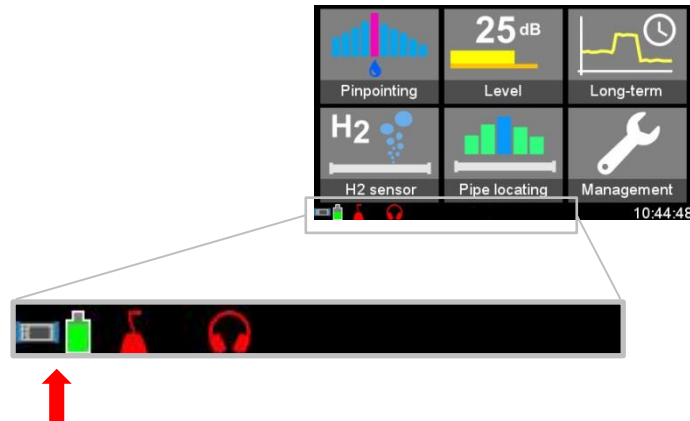 25 dB
Pinpointing
Level
Long-term
H2
H2 sensor
Pipe locating
Management
10:44:48